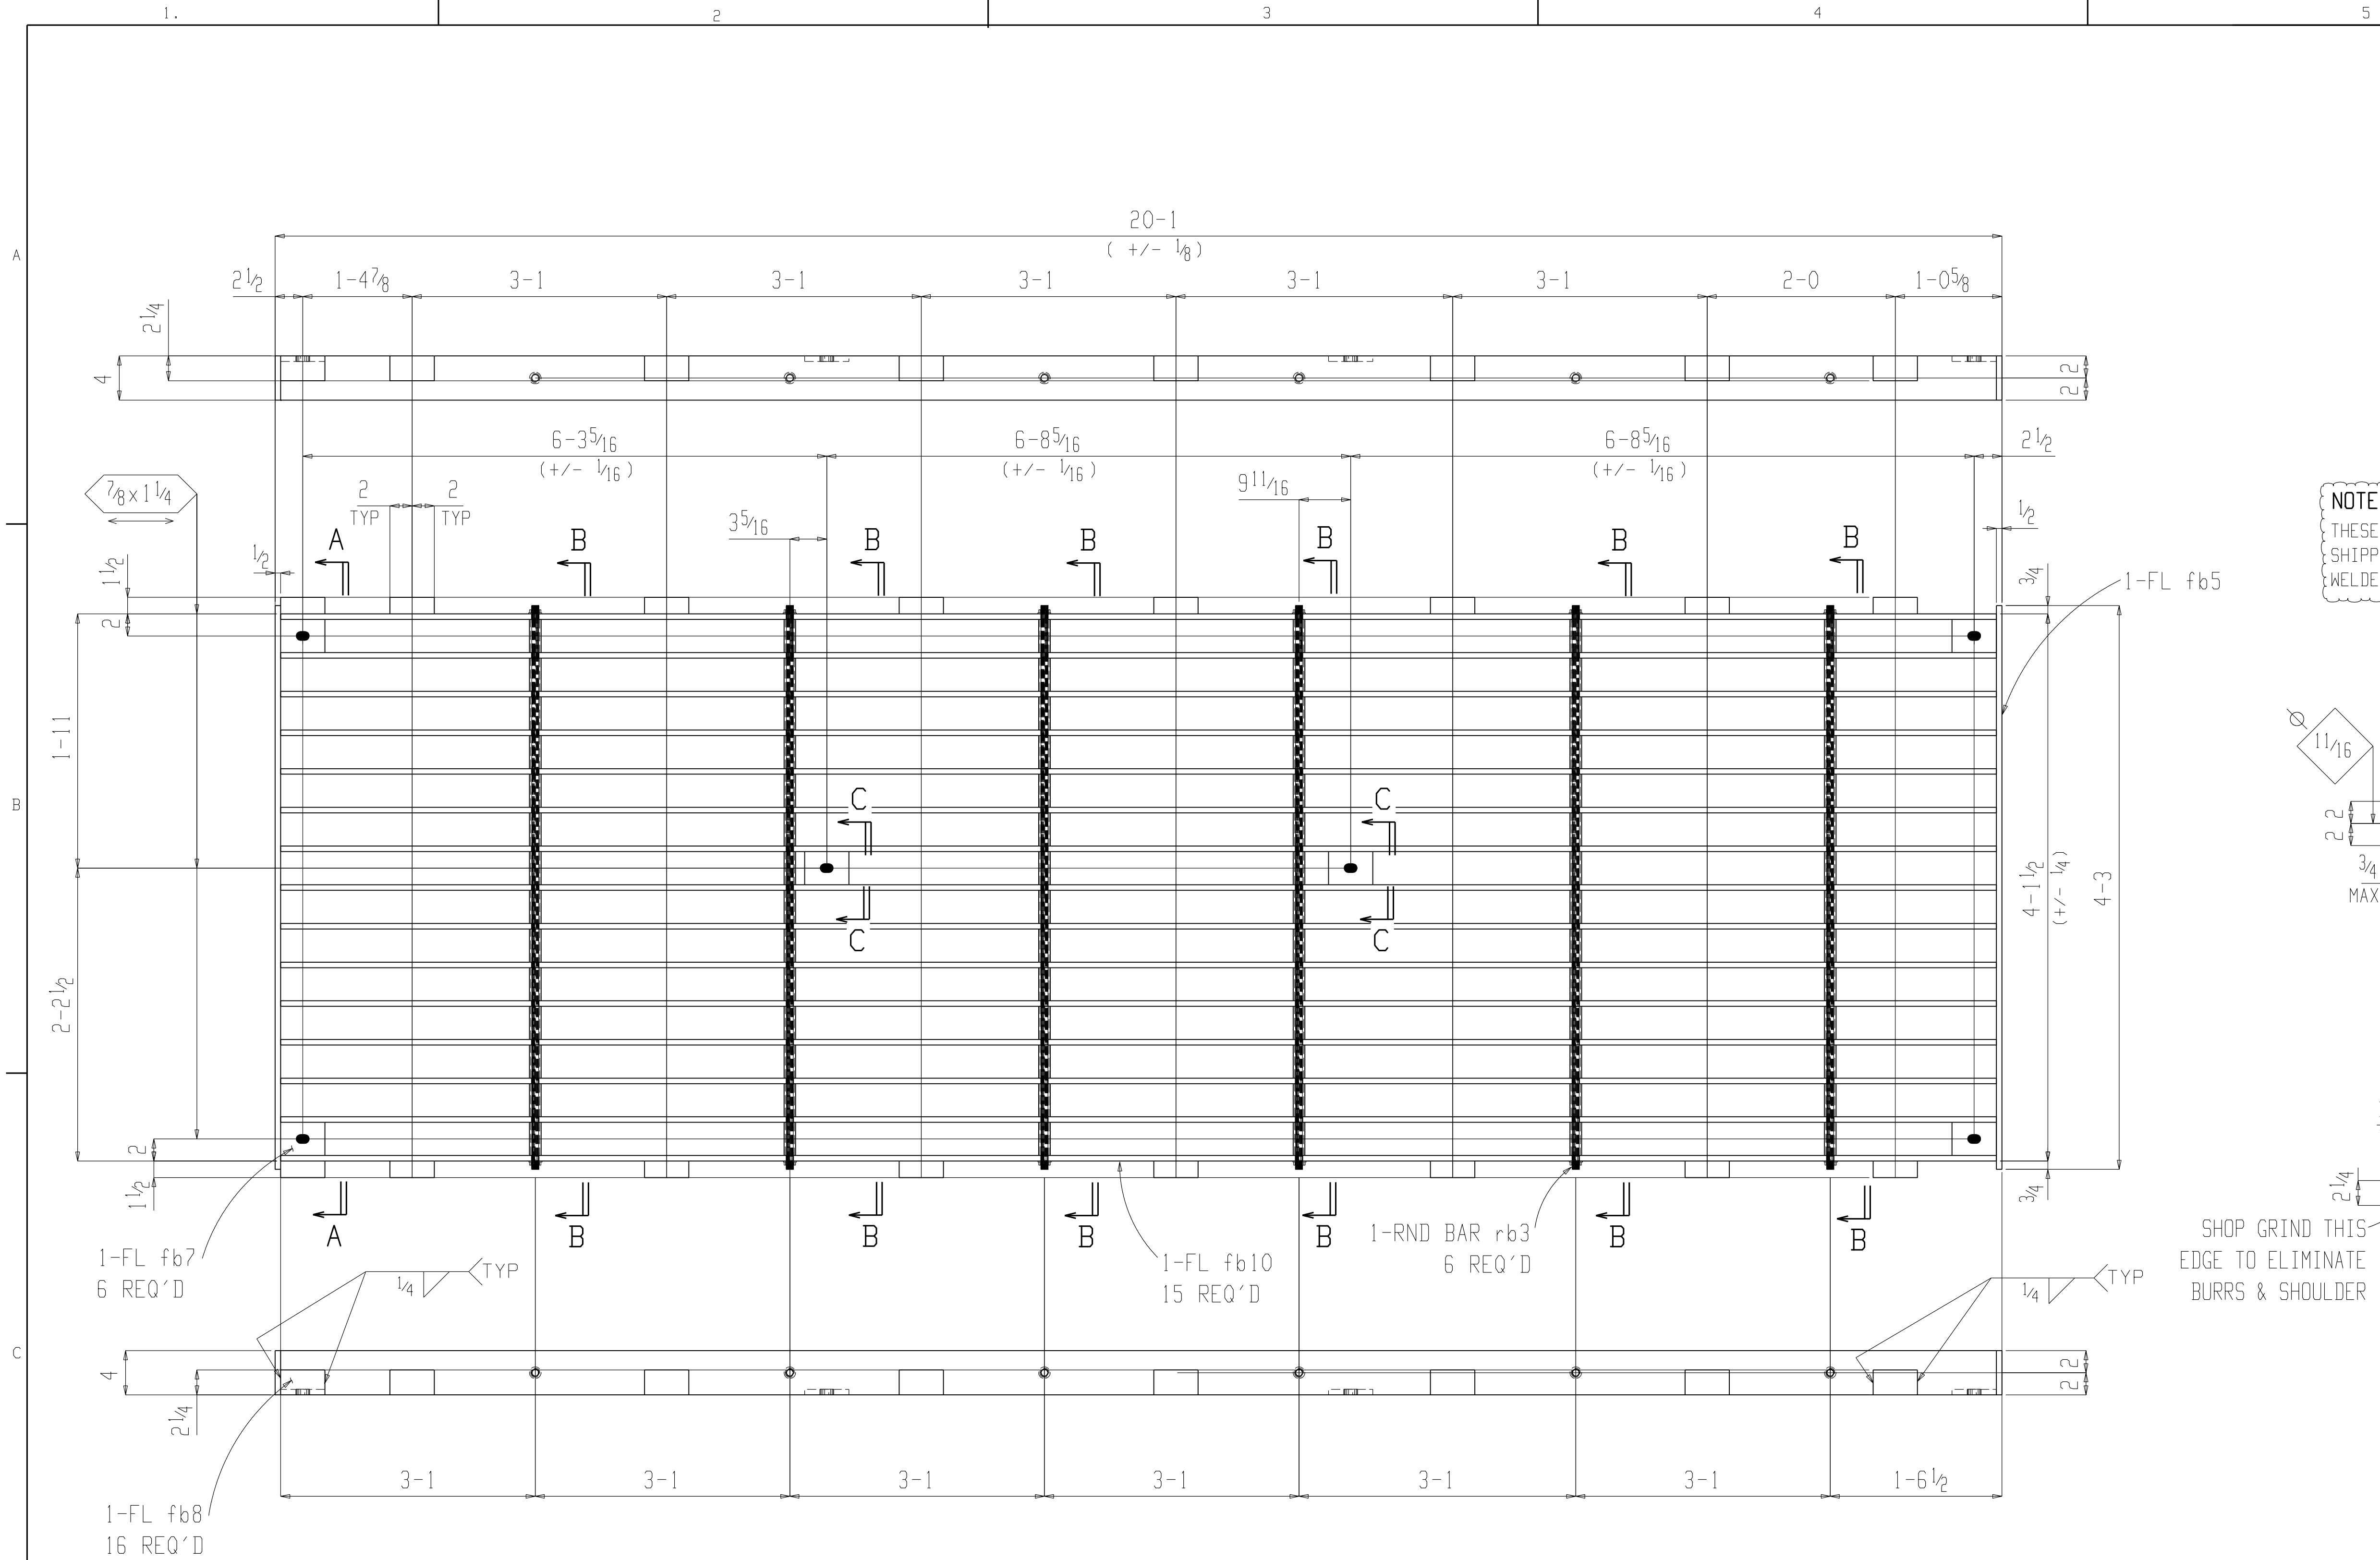 1.
2
3
4
5
A
B
C
20-1
( +/- 1/8)
2 1/2
1-4 7/8
3-1
3-1
3-1
3-1
3-1
2-0
1-0 5/8
2 1/4
4
2
2
6-3 5/16
(+/- 1/16)
6-8 5/16
(+/- 1/16)
6-8 5/16
(+/- 1/16)
2 1/2
7/8 x 1 1/4
2
TYP
2
TYP
3 5/16
9 11/16
1/2
1/2
A
B
B
B
B
B
B
1 1/2
2
3/4
1-FL fb5
NOTE
THESE
SHIPP
WELDE
1-11
2-2 1/2
C
C
C
C
4-1 1/2
(+/- 1/4)
4-3
Ø
11/16
2
2
3/4
MAX
2
1 1/2
3/4
2 1/4
A
B
B
B
B
B
B
1-FL fb7
6 REQ'D
1/4
TYP
1-FL fb10
15 REQ'D
1-RND BAR rb3
6 REQ'D
SHOP GRIND THIS
EDGE TO ELIMINATE
BURRS & SHOULDER
1/4
TYP
4
2 1/4
2
2
3-1
3-1
3-1
3-1
3-1
3-1
1-6 1/2
1-FL fb8
16 REQ'D